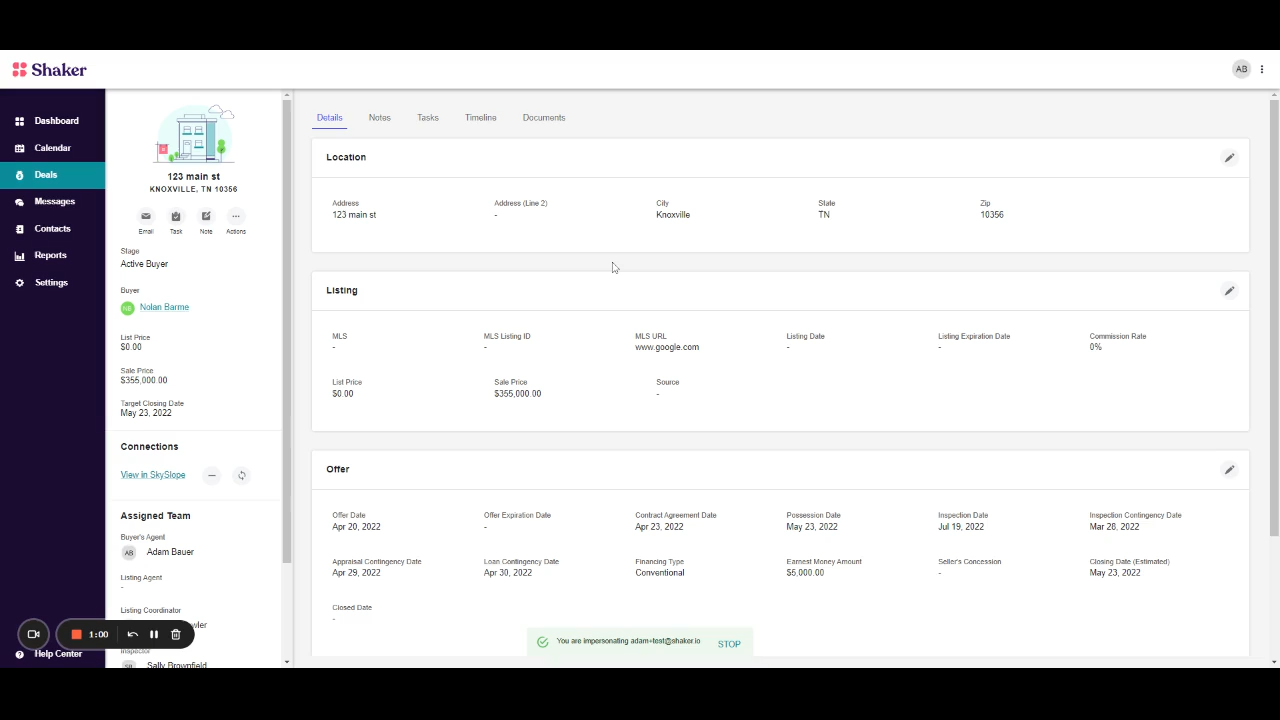 Shaker
AB
Dashboard
Calendar
Deals
Messages
Contacts
Reports
Settings
Help Center
1:00
123 main st
KNOXVILLE, TN 10356
Email Task Note Actions
Stage
Active Buyer
Buyer
NB Nolan Barme
List Price
$0.00
Sale Price
$355,000.00
Target Closing Date
May 23, 2022
Connections
View in SkySlope
Assigned Team
Buyer's Agent
AB Adam Bauer
Listing Agent
-
Listing Coordinator
wler
Inspector
SB Sally Brownfield
Details Notes Tasks Timeline Documents
Location
Address Address (Line 2) City State Zip
123 main st - Knoxville TN 10356
Listing
MLS MLS Listing ID MLS URL Listing Date Listing Expiration Date Commission Rate
- - www.google.com - - 0%
List Price Sale Price Source
$0.00 $355,000.00 -
Offer
Offer Date Offer Expiration Date Contract Agreement Date Possession Date Inspection Date Inspection Contingency Date
Apr 20, 2022 - Apr 23, 2022 May 23, 2022 Jul 19, 2022 Mar 28, 2022
Appraisal Contingency Date Loan Contingency Date Financing Type Earnest Money Amount Seller's Concession Closing Date (Estimated)
Apr 29, 2022 Apr 30, 2022 Conventional $5,000.00 - May 23, 2022
Closed Date
-
You are impersonating adam+test@shaker.io STOP